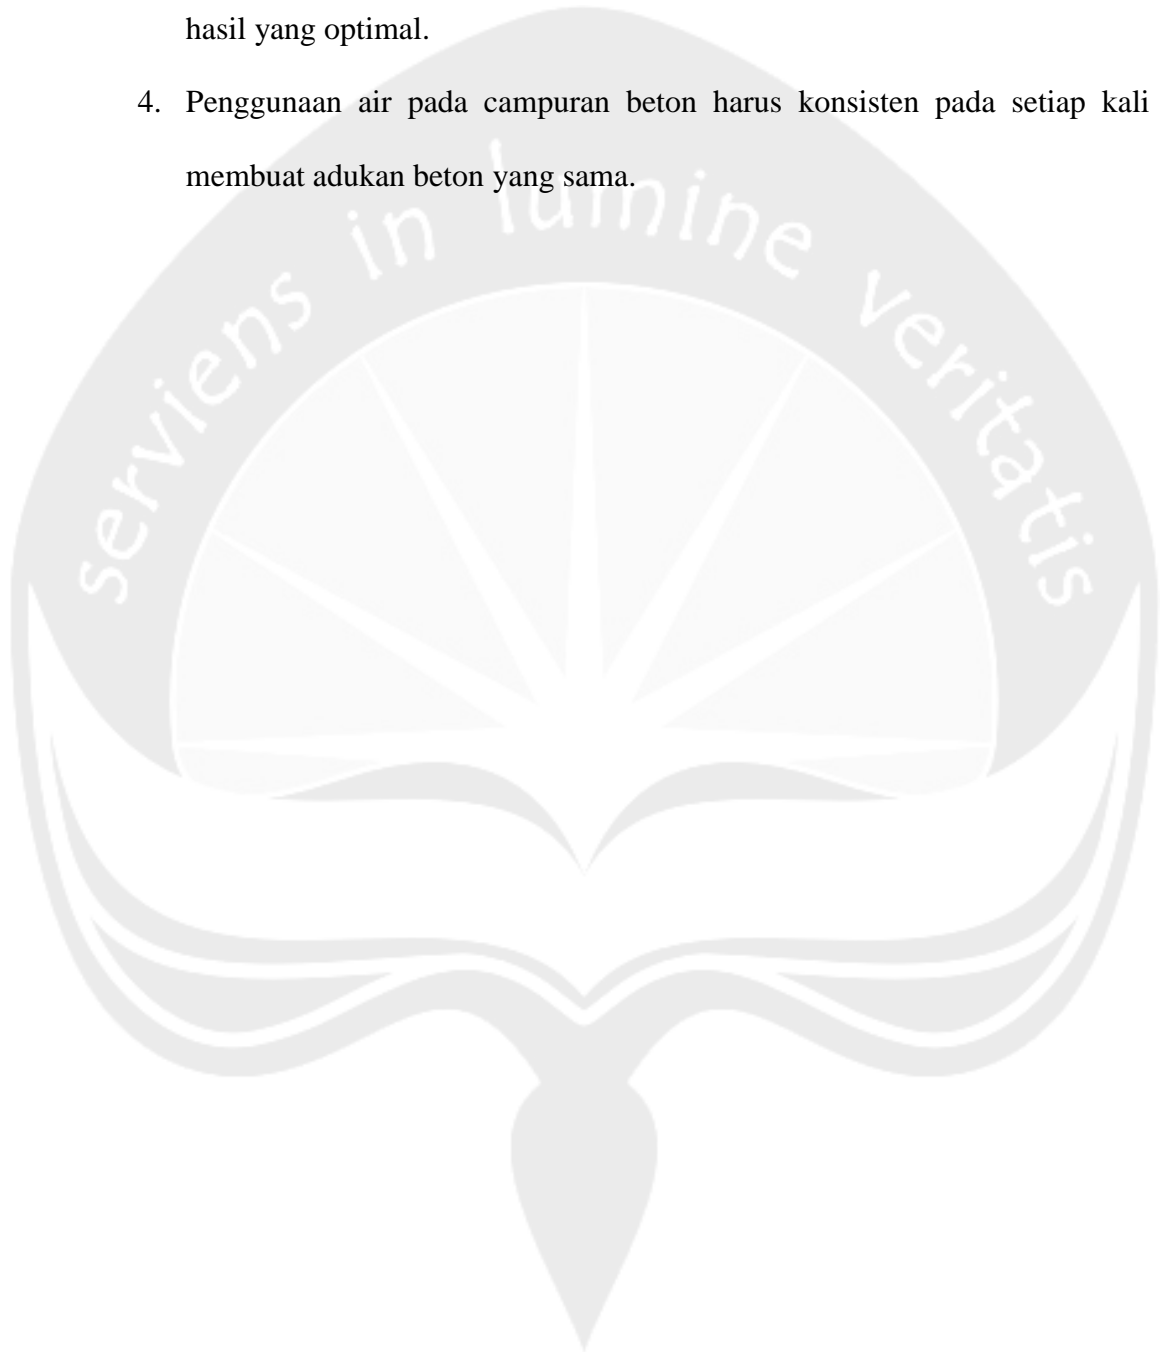 hasil yang optimal.
4. Penggunaan air pada campuran beton harus konsisten pada setiap kali
membuat adukan beton yang sama.
serviens in lumine veritatis